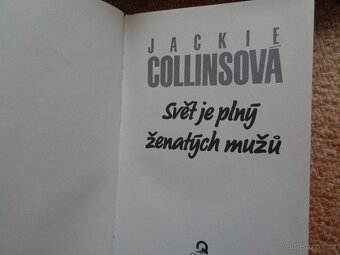 JACKIE
COLLINSOVÁ
Svět je plný
ženatých mužů